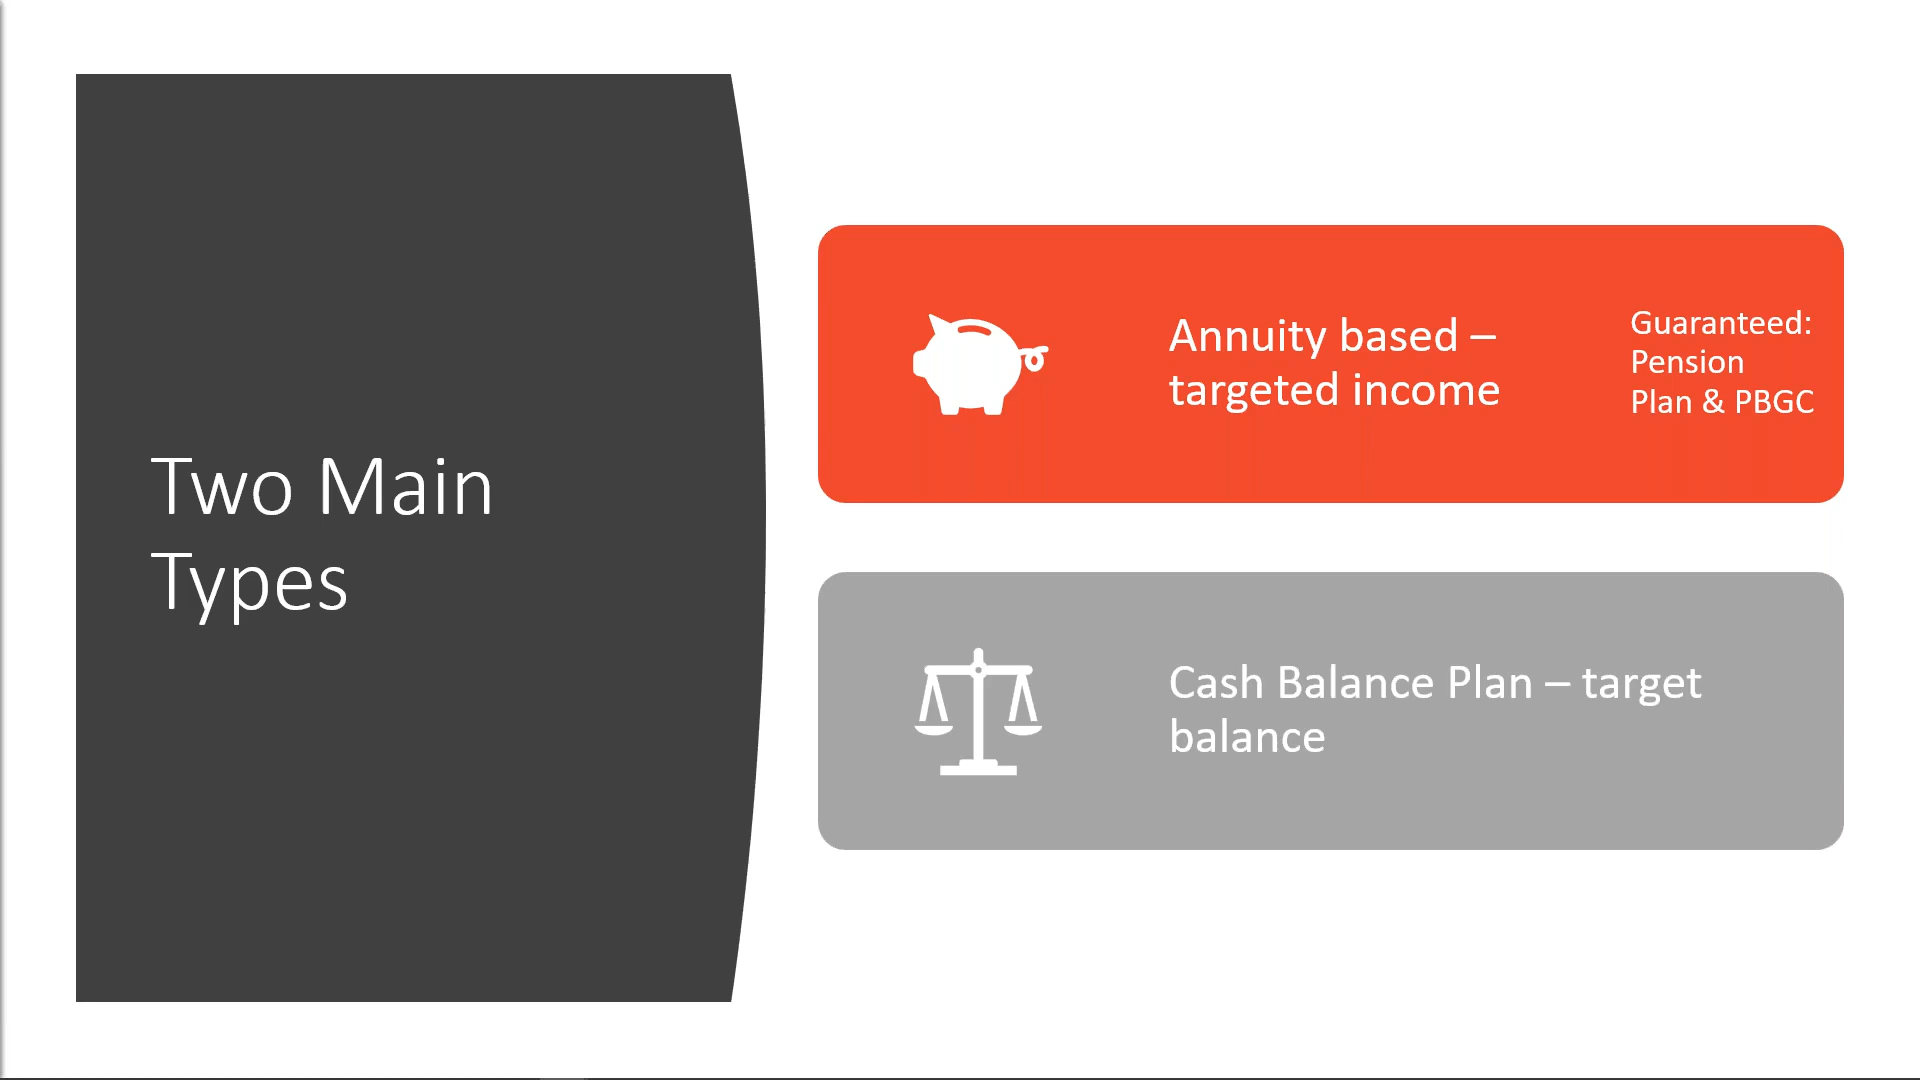 Two Main
Types
Annuity based –
targeted income
Guaranteed:
Pension
Plan & PBGC
Cash Balance Plan – target
balance